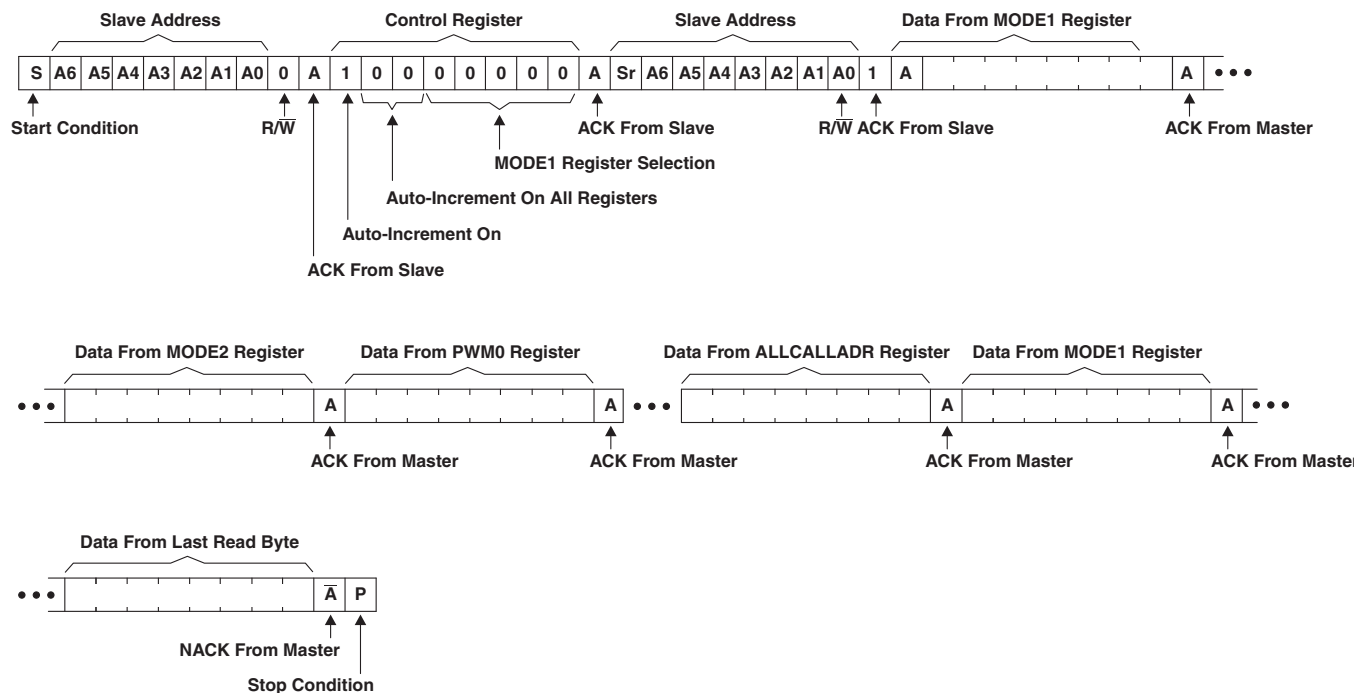 Slave Address Control Register Slave Address Data From MODE1 Register
S A6 A5 A4 A3 A2 A1 A0 0 A 1 0 0 0 0 0 0 0 A Sr A6 A5 A4 A3 A2 A1 A0 1 A A •••
Start Condition R/W̅ ACK From Slave R/W̅ ACK From Slave ACK From Master
MODE1 Register Selection
Auto-Increment On All Registers
Auto-Increment On
ACK From Slave
Data From MODE2 Register Data From PWM0 Register Data From ALLCALLADR Register Data From MODE1 Register
••• A A ••• A A •••
ACK From Master ACK From Master ACK From Master ACK From Master
Data From Last Read Byte
••• A̅ P
NACK From Master
Stop Condition